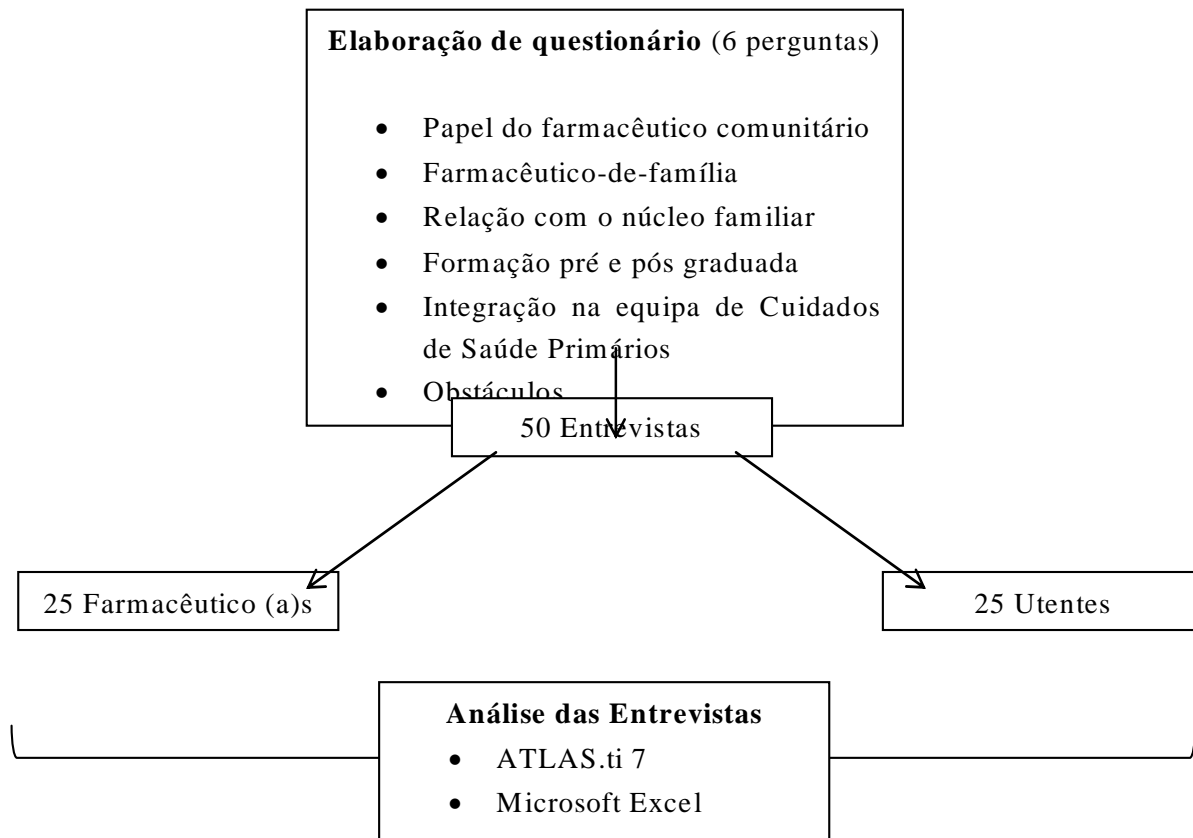 Elaboração de questionário (6 perguntas)
• Papel do farmacêutico comunitário
• Farmacêutico-de-família
• Relação com o núcleo familiar
• Formação pré e pós graduada
• Integração na equipa de Cuidados
de Saúde Primários
• Obstáculos
50 Entrevistas
25 Farmacêutico (a)s
25 Utentes
Análise das Entrevistas
• ATLAS.ti 7
• Microsoft Excel